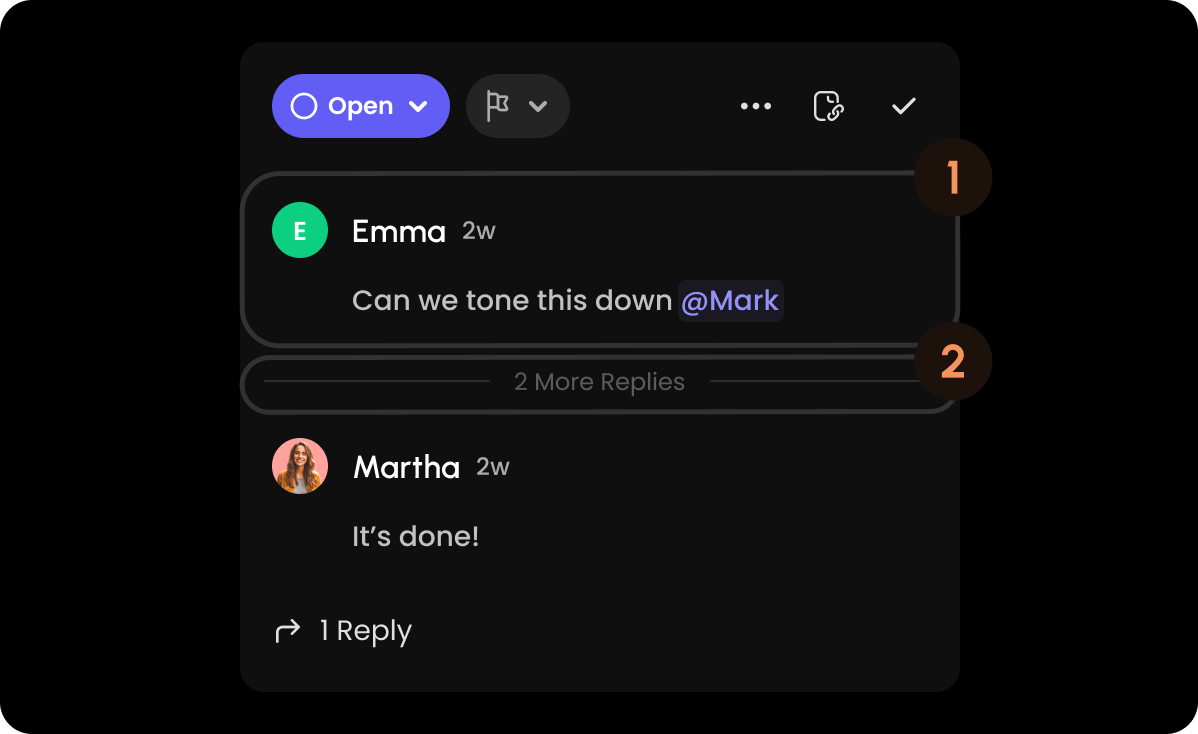 Open
1
E
Emma 2w
Can we tone this down @Mark
2
2 More Replies
Martha 2w
It’s done!
1 Reply